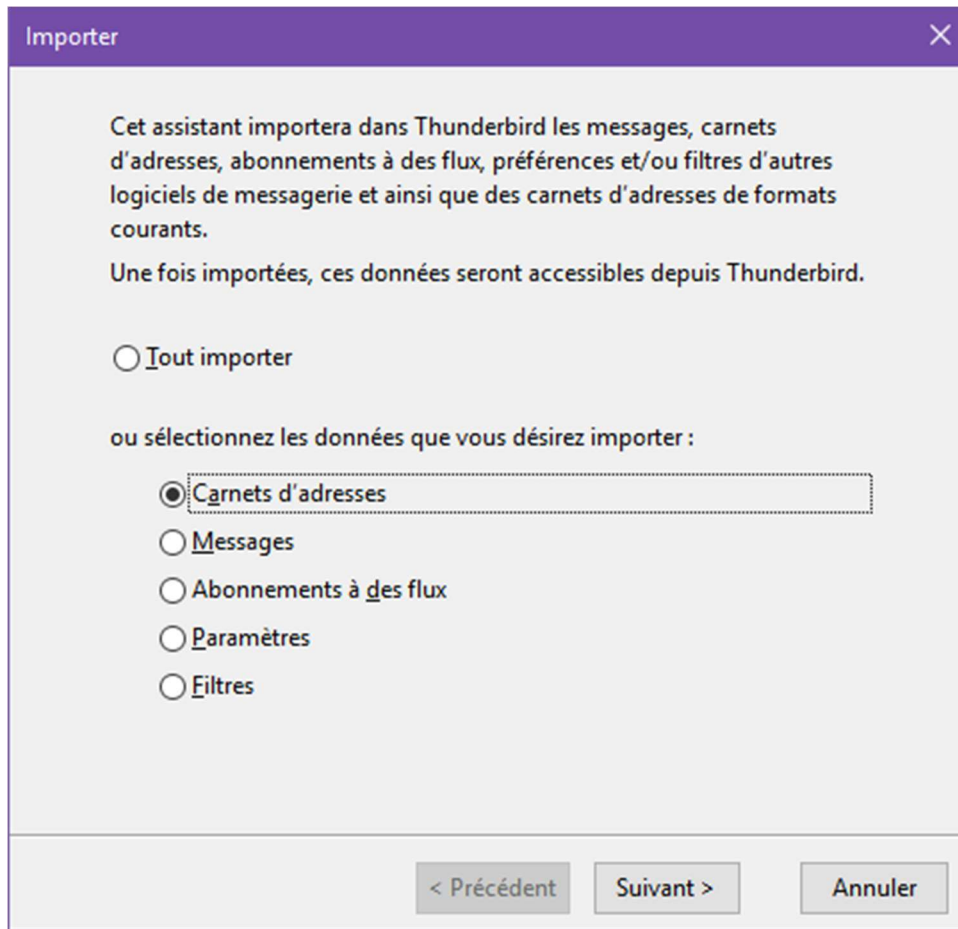 Importer
Cet assistant importera dans Thunderbird les messages, carnets
d'adresses, abonnements à des flux, préférences et/ou filtres d'autres
logiciels de messagerie et ainsi que des carnets d'adresses de formats
courants.
Une fois importées, ces données seront accessibles depuis Thunderbird.
Tout importer
ou sélectionnez les données que vous désirez importer :
Carnets d'adresses
Messages
Abonnements à des flux
Paramètres
Filtres
< Précédent Suivant > Annuler